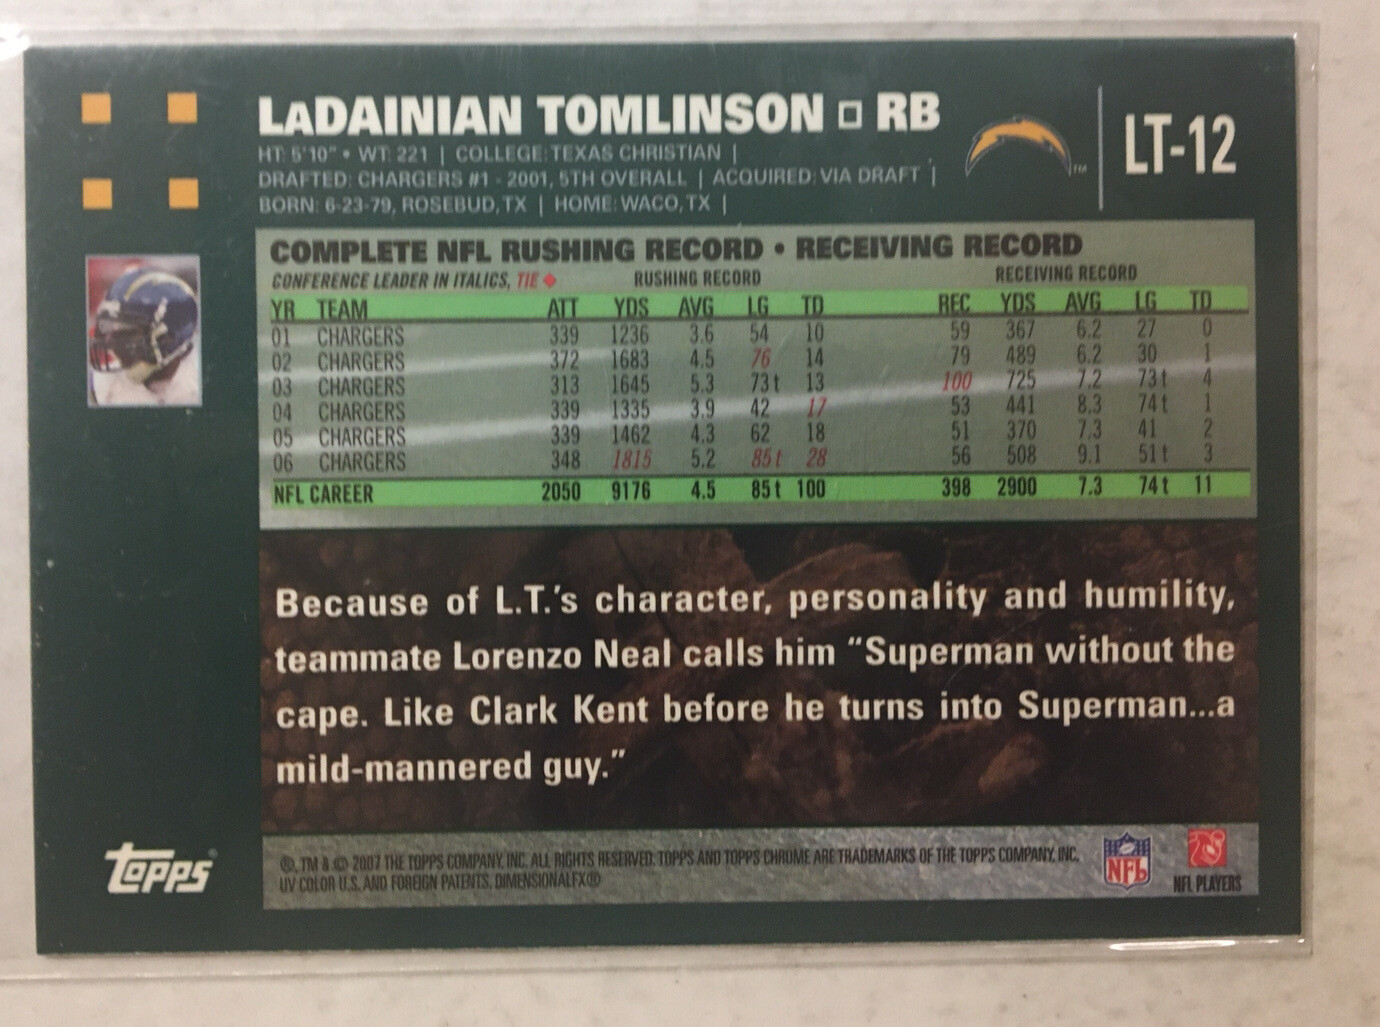 LaDAINIAN TOMLINSON □ RB
LT-12
HT: 5'10" • WT: 221 | COLLEGE: TEXAS CHRISTIAN |
DRAFTED: CHARGERS #1 - 2001, 5TH OVERALL | ACQUIRED: VIA DRAFT |
BORN: 6-23-79, ROSEBUD, TX | HOME: WACO, TX |
COMPLETE NFL RUSHING RECORD • RECEIVING RECORD
CONFERENCE LEADER IN ITALICS, TIE ♦ RUSHING RECORD RECEIVING RECORD
YR TEAM ATT YDS AVG LG TD REC YDS AVG LG TD
01 CHARGERS 339 1236 3.6 54 10 59 367 6.2 27 0
02 CHARGERS 372 1683 4.5 76 14 79 489 6.2 30 1
03 CHARGERS 313 1645 5.3 73t 13 100 725 7.2 73t 4
04 CHARGERS 339 1335 3.9 42 17 53 441 8.3 74t 1
05 CHARGERS 339 1462 4.3 62 18 51 370 7.3 41 2
06 CHARGERS 348 1815 5.2 85t 28 56 508 9.1 51t 3
NFL CAREER 2050 9176 4.5 85t 100 398 2900 7.3 74t 11
Because of L.T.'s character, personality and humility,
teammate Lorenzo Neal calls him "Superman without the
cape. Like Clark Kent before he turns into Superman...a
mild-mannered guy."
Topps
®, TM & © 2007 THE TOPPS COMPANY, INC. ALL RIGHTS RESERVED. TOPPS AND TOPPS CHROME ARE TRADEMARKS OF THE TOPPS COMPANY, INC.
UV COLOR U.S. AND FOREIGN PATENTS. DIMENSIONALFX®
NFL
NFL PLAYERS